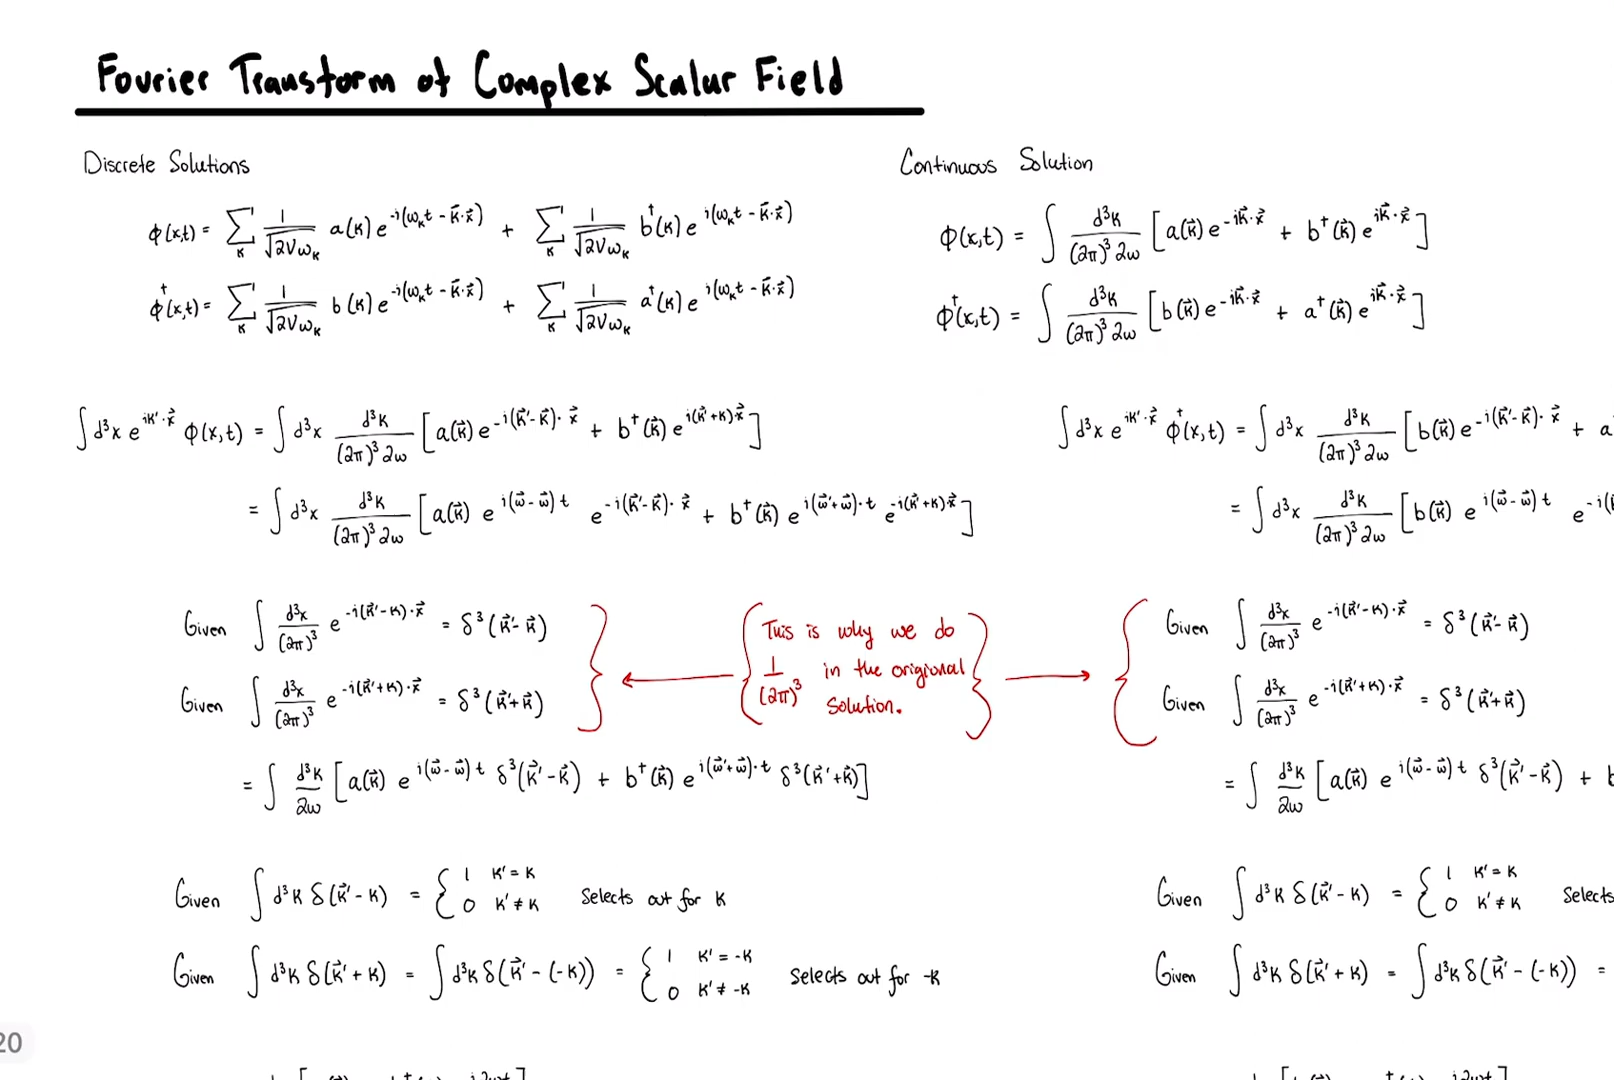 Fourier Transform of Complex Scalar Field
Discrete Solutions
ϕ(x,t) = ∑_K 1/√(2Vω_K) a(K) e^{-i(ω_K t - K⃗·x⃗)} + ∑_K 1/√(2Vω_K) b†(K) e^{i(ω_K t - K⃗·x⃗)}
ϕ†(x,t) = ∑_K 1/√(2Vω_K) b(K) e^{-i(ω_K t - K⃗·x⃗)} + ∑_K 1/√(2Vω_K) a†(K) e^{i(ω_K t - K⃗·x⃗)}
Continuous Solution
ϕ(x,t) = ∫ d³K/((2π)³ 2ω) [a(K⃗) e^{-iK⃗·x⃗} + b†(K⃗) e^{iK⃗·x⃗}]
ϕ†(x,t) = ∫ d³K/((2π)³ 2ω) [b(K⃗) e^{-iK⃗·x⃗} + a†(K⃗) e^{iK⃗·x⃗}]
∫d³x e^{iK'·x⃗} ϕ(x,t) = ∫d³x d³K/((2π)³ 2ω) [a(K⃗) e^{-i(K⃗'-K⃗)·x⃗} + b†(K⃗) e^{i(K⃗'+K)x⃗}]
= ∫d³x d³K/((2π)³ 2ω) [a(K⃗) e^{i(ω⃗-ω⃗)t} e^{-i(K⃗'-K⃗)·x⃗} + b†(K⃗) e^{i(ω⃗'+ω⃗)·t} e^{-i(K⃗'+K)x⃗}]
Given ∫ d³x/(2π)³ e^{-i(K⃗'-K)·x⃗} = δ³(K⃗'-K⃗)
Given ∫ d³x/(2π)³ e^{-i(K⃗'+K)·x⃗} = δ³(K⃗'+K⃗)
This is why we do
1/(2π)³ in the origional
Solution.
= ∫ d³K/2ω [a(K⃗) e^{i(ω⃗-ω⃗)t} δ³(K⃗'-K⃗) + b†(K⃗) e^{i(ω⃗'+ω⃗)·t} δ³(K⃗'+K⃗)]
Given ∫d³K δ(K⃗'-K) = { 1 K'=K
0 K'≠K Selects out for K
Given ∫d³K δ(K⃗'+K) = ∫d³K δ(K⃗'-(-K)) = { 1 K'=-K
0 K'≠-K Selects out for -K
∫d³x e^{iK'·x⃗} ϕ†(x,t) = ∫d³x d³K/((2π)³ 2ω) [b(K⃗) e^{-i(K⃗'-K⃗)·x⃗} + a
= ∫d³x d³K/((2π)³ 2ω) [b(K⃗) e^{i(ω⃗-ω⃗)t} e^{-i(
Given ∫ d³x/(2π)³ e^{-i(K⃗'-K)·x⃗} = δ³(K⃗'-K⃗)
Given ∫ d³x/(2π)³ e^{-i(K⃗'+K)·x⃗} = δ³(K⃗'+K⃗)
= ∫ d³K/2ω [a(K⃗) e^{i(ω⃗-ω⃗)t} δ³(K⃗'-K⃗) + b
Given ∫d³K δ(K⃗'-K) = { 1 K'=K
0 K'≠K Selects
Given ∫d³K δ(K⃗'+K) = ∫d³K δ(K⃗'-(-K)) =
20